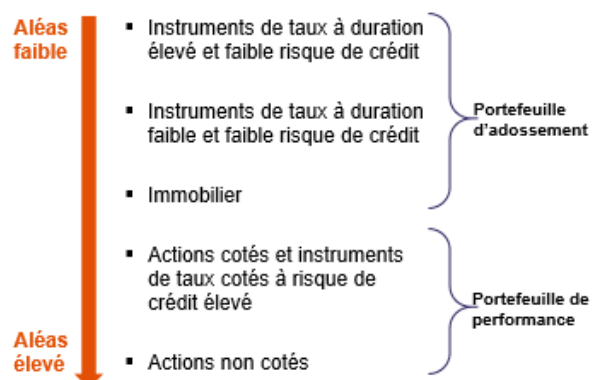 Aléas
faible
▪ Instruments de taux à duration
élevé et faible risque de crédit
▪ Instruments de taux à duration
faible et faible risque de crédit
Portefeuille
d'adossement
▪ Immobilier
▪ Actions cotés et instruments
de taux cotés à risque de
crédit élevé
Portefeuille de
performance
Aléas
élevé
▪ Actions non cotés